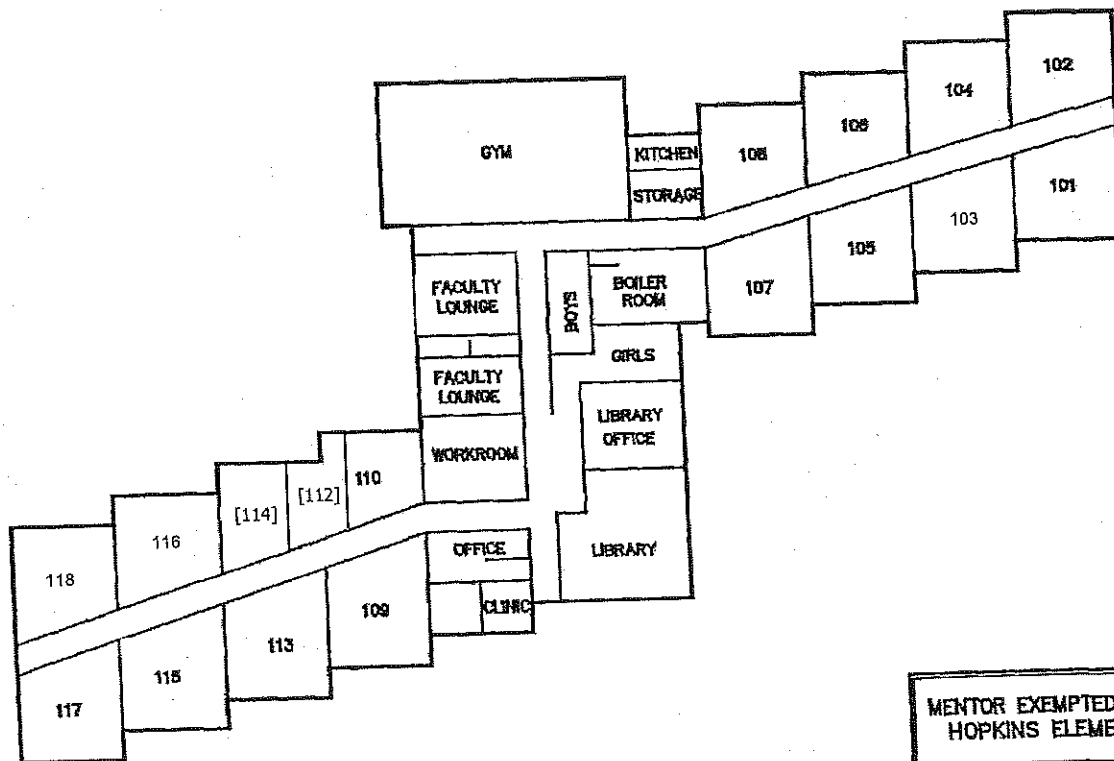 102
104
106
108
GYM
KITCHEN
STORAGE
101
103
105
107
FACULTY
LOUNGE
BOYS
BOILER
ROOM
GIRLS
FACULTY
LOUNGE
LIBRARY
OFFICE
WORKROOM
110
[112]
[114]
116
118
OFFICE
LIBRARY
CLINIC
109
113
115
117
MENTOR EXEMPTED
HOPKINS ELEME